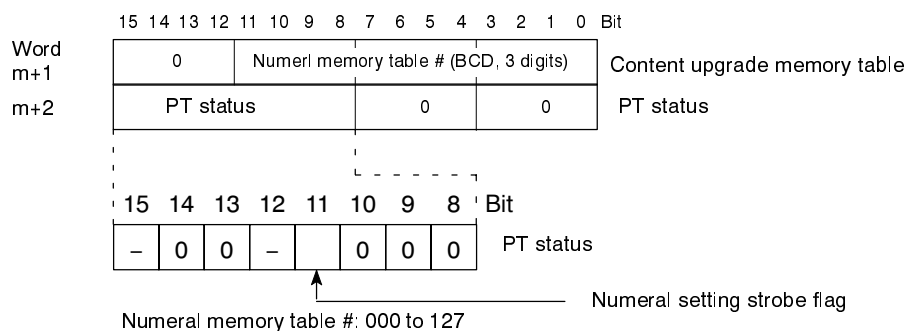 15 14 13 12 11 10 9 8 7 6 5 4 3 2 1 0 Bit
Word
m+1
0 Numerl memory table # (BCD, 3 digits) Content upgrade memory table
m+2 PT status 0 0 PT status
15 14 13 12 11 10 9 8 Bit
– 0 0 – 0 0 0 PT status
Numeral setting strobe flag
Numeral memory table #: 000 to 127